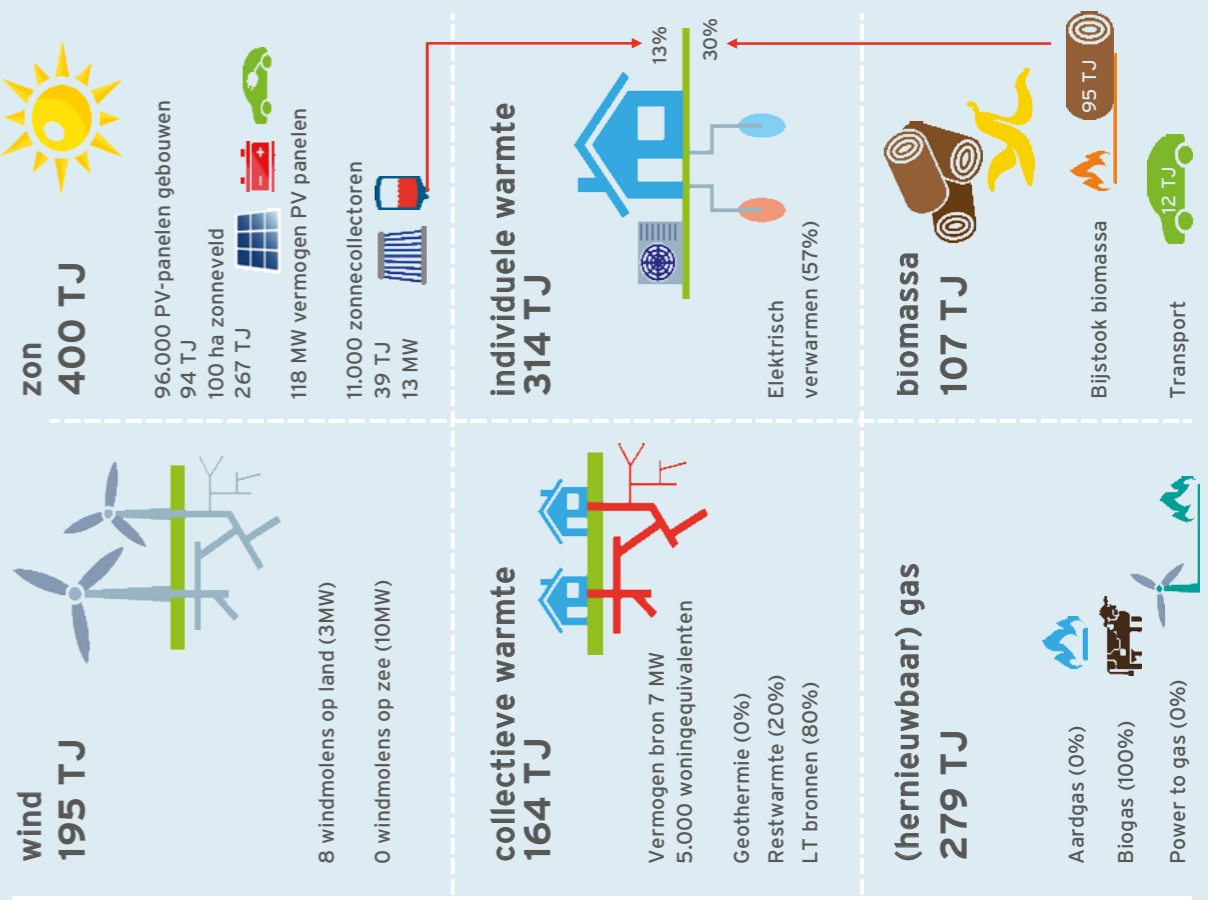 wind
195 TJ
8 windmolens op land (3MW)
0 windmolens op zee (10MW)
zon
400 TJ
96.000 PV-panelen gebouwen
94 TJ
100 ha zonneveld
267 TJ
118 MW vermogen PV panelen
11.000 zonnecollectoren
39 TJ
13 MW
collectieve warmte
164 TJ
Vermogen bron 7 MW
5.000 woningequivalenten
Geothermie (0%)
Restwarmte (20%)
LT bronnen (80%)
individuele warmte
314 TJ
13%
30%
Elektrisch
verwarmen (57%)
(hernieuwbaar) gas
279 TJ
Aardgas (0%)
Biogas (100%)
Power to gas (0%)
biomassa
107 TJ
95 TJ
Bijstook biomassa
12 TJ
Transport